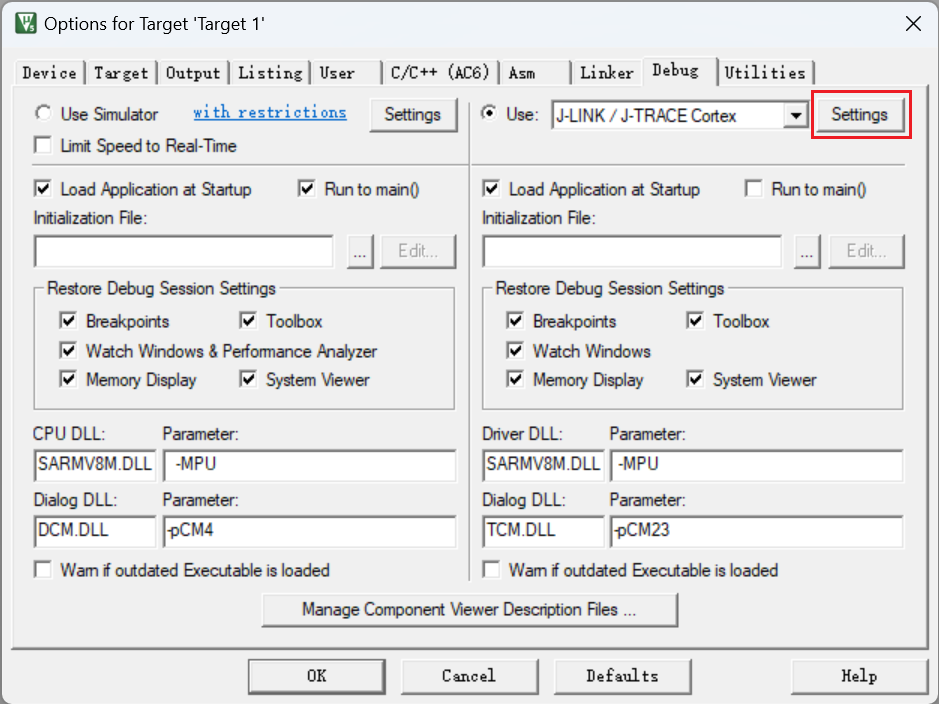 Options for Target 'Target 1'
Device Target Output Listing User C/C++ (AC6) Asm Linker Debug Utilities
Use Simulator with restrictions Settings Use: J-LINK / J-TRACE Cortex Settings
Limit Speed to Real-Time
Load Application at Startup Run to main() Load Application at Startup Run to main()
Initialization File: Initialization File:
... Edit... ... Edit...
Restore Debug Session Settings Restore Debug Session Settings
Breakpoints Toolbox Breakpoints Toolbox
Watch Windows & Performance Analyzer Watch Windows
Memory Display System Viewer Memory Display System Viewer
CPU DLL: Parameter: Driver DLL: Parameter:
SARMV8M.DLL -MPU SARMV8M.DLL -MPU
Dialog DLL: Parameter: Dialog DLL: Parameter:
DCM.DLL -pCM4 TCM.DLL -pCM23
Warn if outdated Executable is loaded Warn if outdated Executable is loaded
Manage Component Viewer Description Files ...
OK Cancel Defaults Help